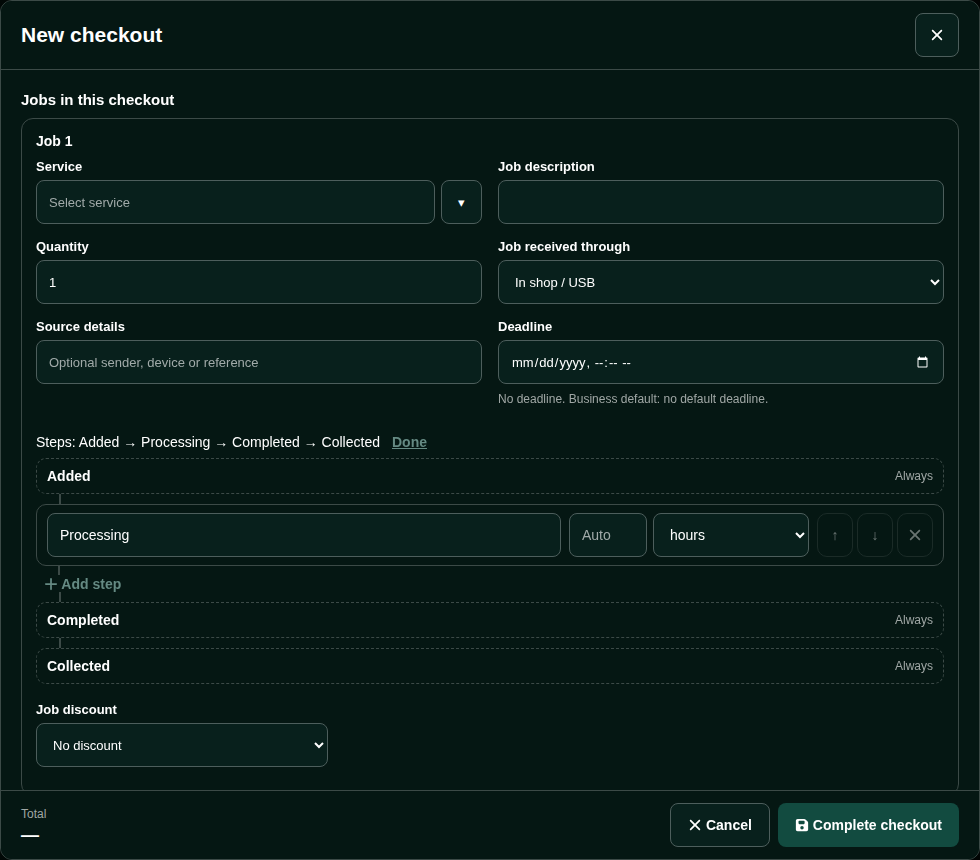 New checkout
Jobs in this checkout
Job 1
Service
Job description
Select service
Quantity
Job received through
1
In shop / USB
Source details
Deadline
Optional sender, device or reference
mm/dd/yyyy, --:-- --
No deadline. Business default: no default deadline.
Steps: Added → Processing → Completed → Collected Done
Added Always
Processing Auto hours ↑ ↓
+ Add step
Completed Always
Collected Always
Job discount
No discount
Total
—
Cancel
Complete checkout